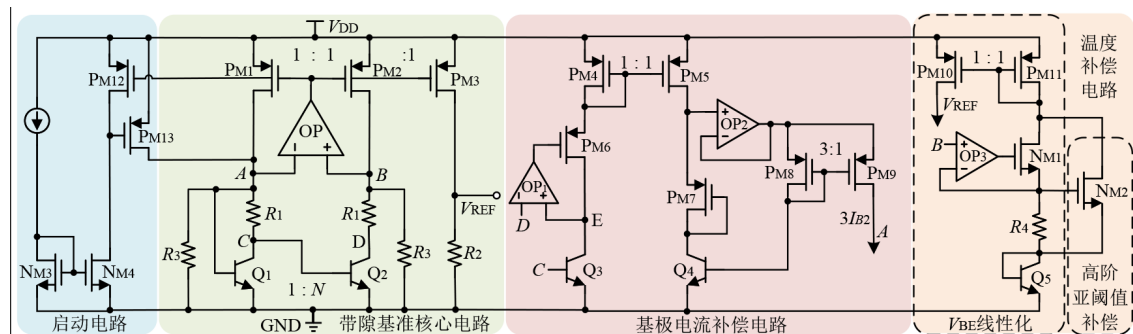 VDD
1 : 1
:1
PM12
PM1
PM2
PM3
PM13
OP
A
B
R1
R1
R3
R3
R2
VREF
C
D
Q1
Q2
1 : N
NM3
NM4
GND
启动电路
带隙基准核心电路
PM4
1 : 1
PM5
PM6
OP1
OP2
D
E
PM7
PM8
3:1
PM9
3IB2
A
C
Q3
Q4
基极电流补偿电路
PM10
1 : 1
PM11
VREF
B
OP3
NM1
NM2
R4
Q5
温度
补偿
电路
VBE线性化
高阶
亚阈值
补偿